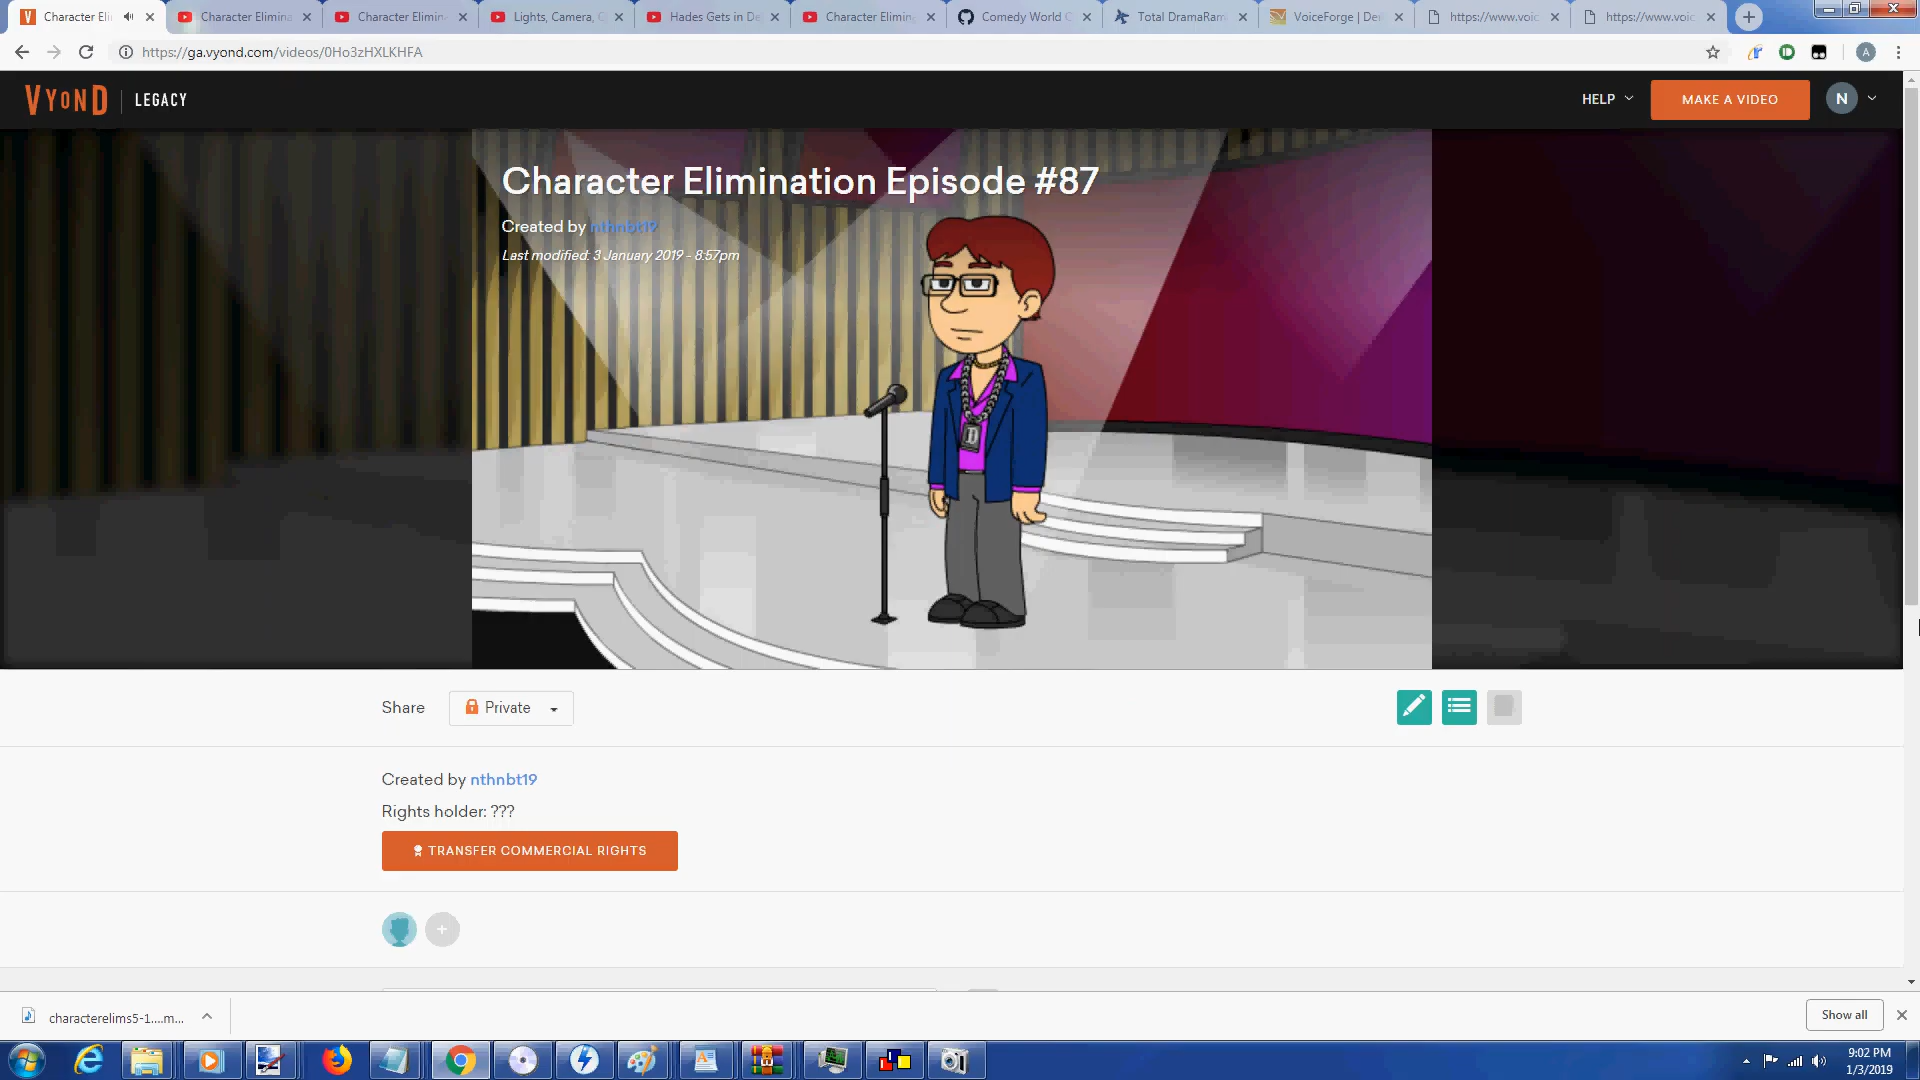 Character Eli
Character Elimina
Character Elimin
Lights, Camera,
Hades Gets in De
Character Elimin
Comedy World C
Total DramaRam
VoiceForge | De
https://www.voic
https://www.voic
https://ga.vyond.com/videos/0Ho3zHXLKHFA
A
VYOND
LEGACY
HELP
MAKE A VIDEO
N
Character Elimination Episode #87
Created by nthnbt19
Last modified: 3 January 2019 - 8:57pm
D
Share
Private
Created by nthnbt19
Rights holder: ???
TRANSFER COMMERCIAL RIGHTS
+
characterelims5-1....m...
Show all
9:02 PM
1/3/2019